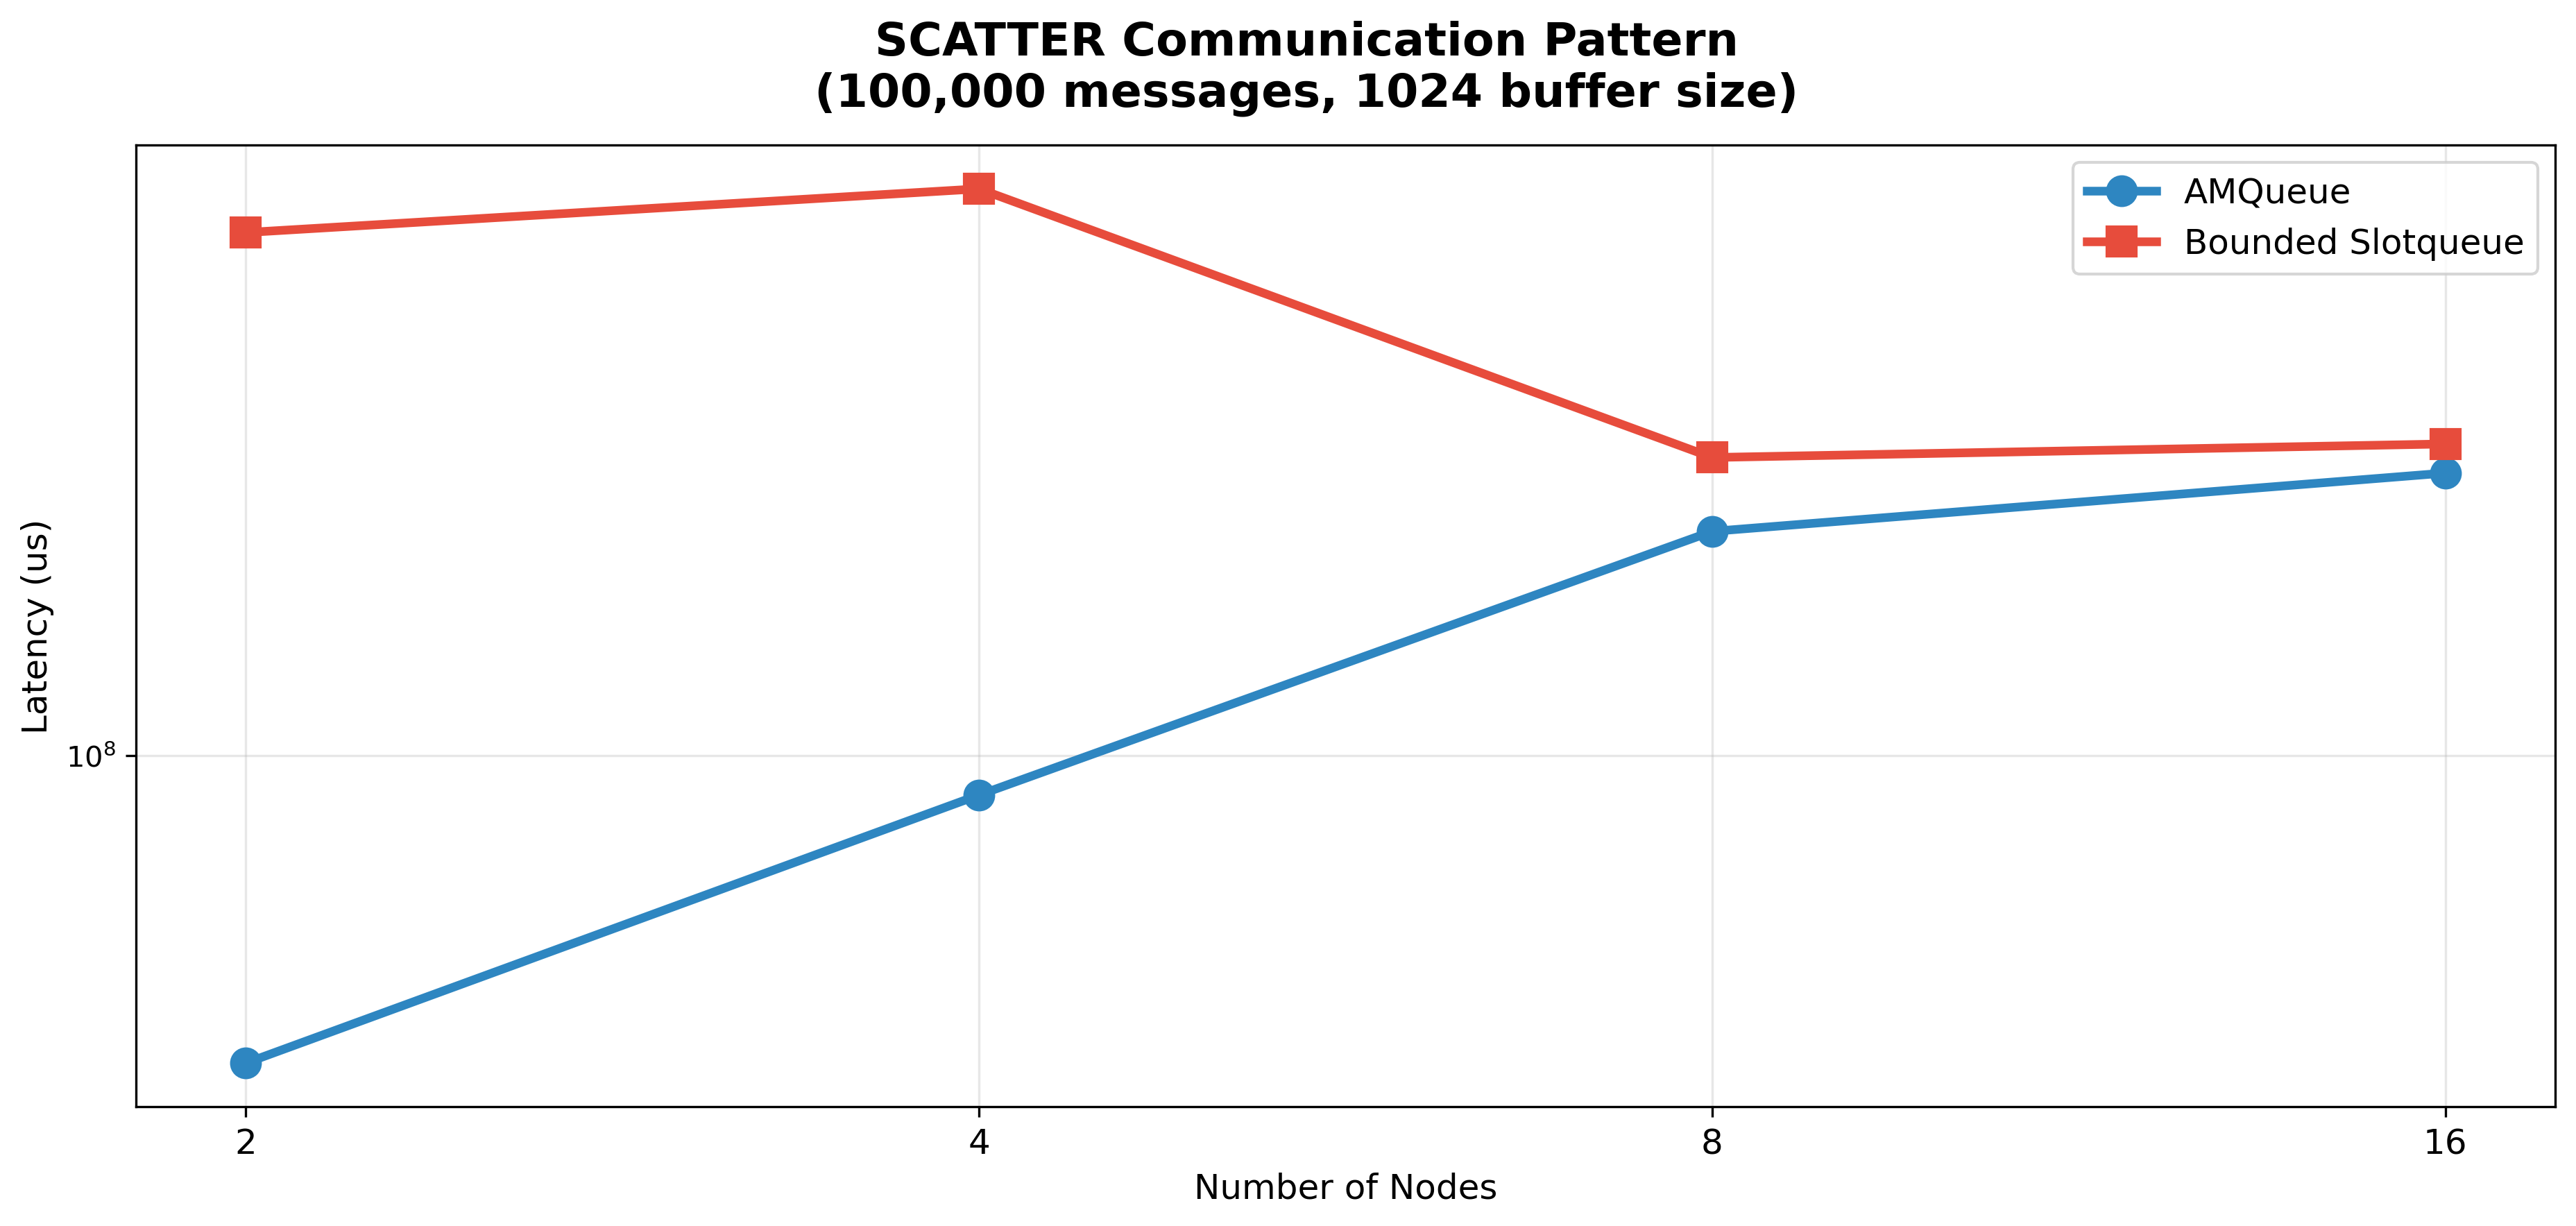 SCATTER Communication Pattern
(100,000 messages, 1024 buffer size)
AMQueue
Bounded Slotqueue
Latency (us)
10⁸
2 4 8 16
Number of Nodes